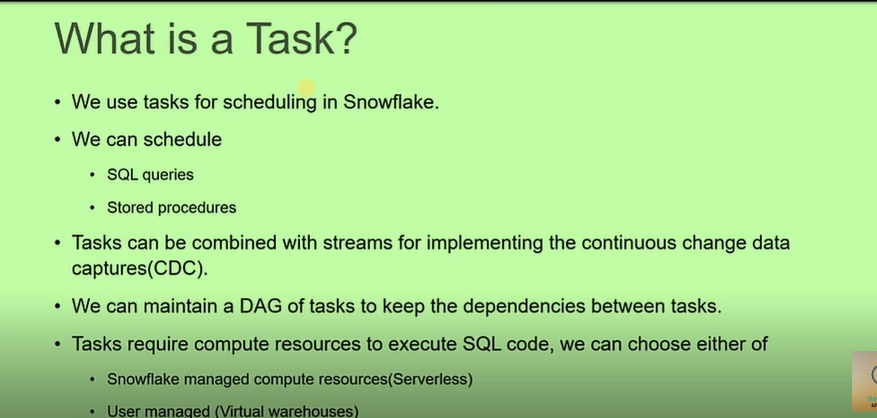 What is a Task?
• We use tasks for scheduling in Snowflake.
• We can schedule
• SQL queries
• Stored procedures
• Tasks can be combined with streams for implementing the continuous change data
captures(CDC).
• We can maintain a DAG of tasks to keep the dependencies between tasks.
• Tasks require compute resources to execute SQL code, we can choose either of
• Snowflake managed compute resources(Serverless)
• User managed (Virtual warehouses)